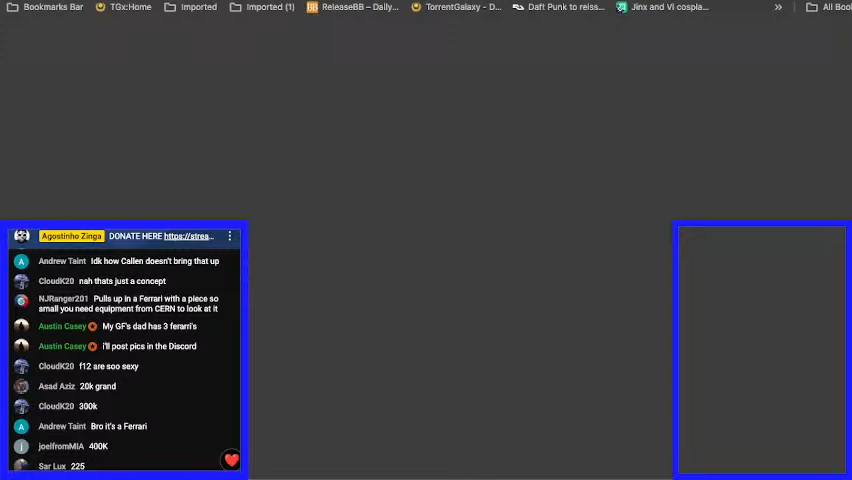 Bookmarks Bar TGx:Home Imported Imported (1) ReleaseBB – Daily... TorrentGalaxy - D... Daft Punk to reiss... Jinx and Vi cospla... » All Boo
Agostinho Zinga DONATE HERE https://strea...
Andrew Taint Idk how Callen doesn't bring that up
CloudK20 nah thats just a concept
NJRanger201 Pulls up in a Ferrari with a piece so
small you need equipment from CERN to look at it
Austin Casey My GF's dad has 3 ferarri's
Austin Casey i'll post pics in the Discord
CloudK20 f12 are soo sexy
Asad Aziz 20k grand
CloudK20 300k
Andrew Taint Bro it's a Ferrari
joelfromMIA 400K
Sar Lux 225